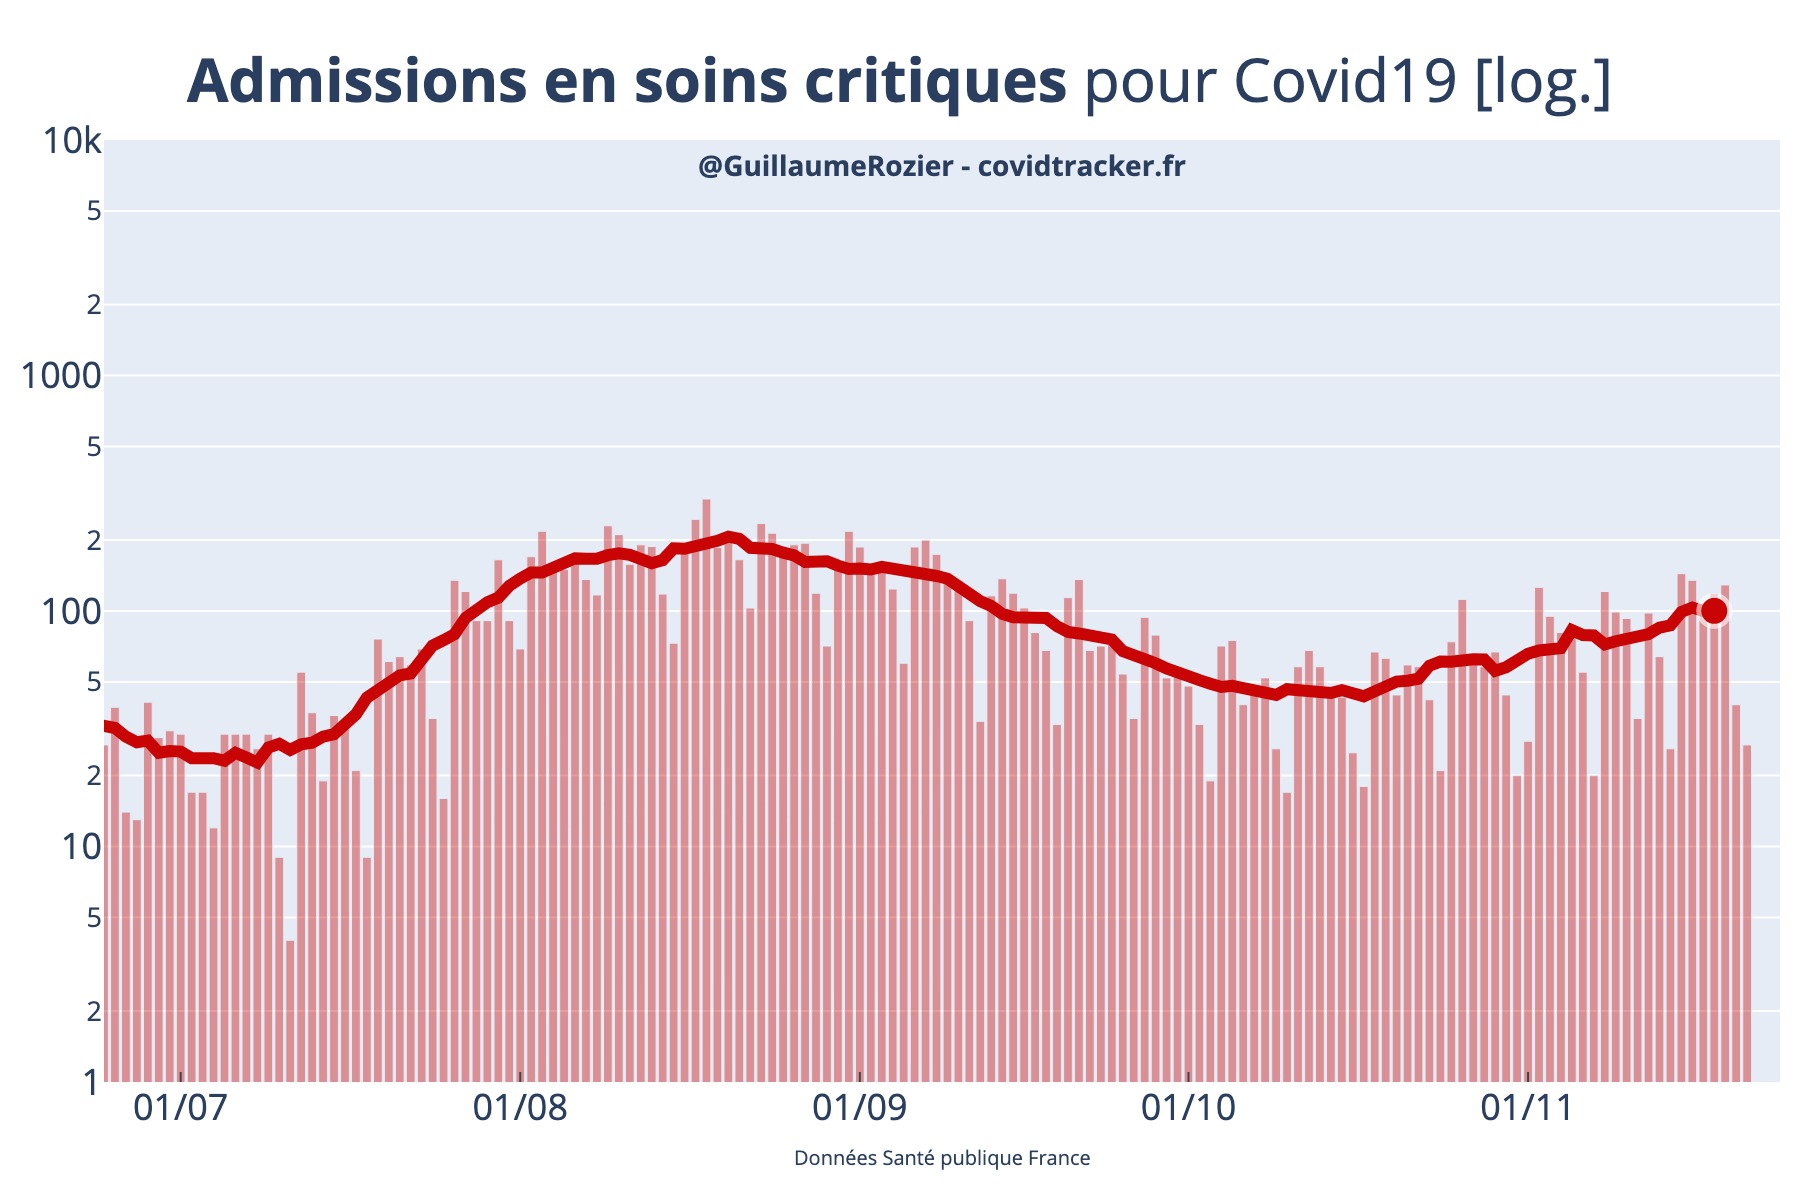 Admissions en soins critiques pour Covid19 [log.]
@GuillaumeRozier - covidtracker.fr
10k
5
2
1000
5
2
100
5
2
10
5
2
1
01/07 01/08 01/09 01/10 01/11
Données Santé publique France